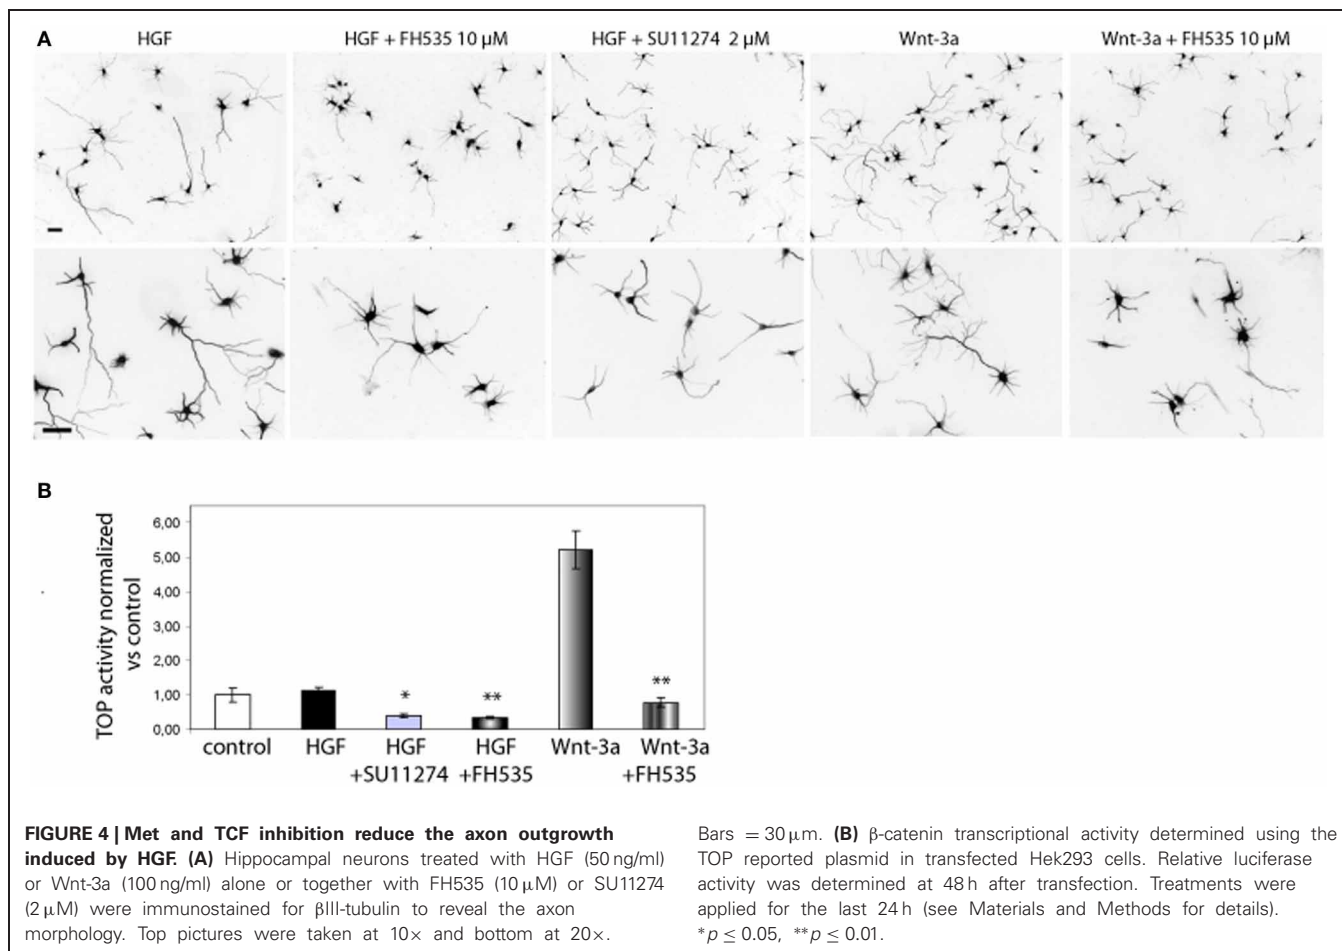 A
HGF
HGF + FH535 10 µM
HGF + SU11274 2 µM
Wnt-3a
Wnt-3a + FH535 10 µM
B
TOP activity normalized
vs control
6,00
5,00
4,00
3,00
2,00
1,00
0,00
*
**
**
control
HGF
HGF
+SU11274
HGF
+FH535
Wnt-3a
Wnt-3a
+FH535
FIGURE 4 | Met and TCF inhibition reduce the axon outgrowth
induced by HGF. (A) Hippocampal neurons treated with HGF (50 ng/ml)
or Wnt-3a (100 ng/ml) alone or together with FH535 (10 µM) or SU11274
(2 µM) were immunostained for βIII-tubulin to reveal the axon
morphology. Top pictures were taken at 10× and bottom at 20×.
Bars = 30 µm. (B) β-catenin transcriptional activity determined using the
TOP reported plasmid in transfected Hek293 cells. Relative luciferase
activity was determined at 48 h after transfection. Treatments were
applied for the last 24 h (see Materials and Methods for details).
*p ≤ 0.05, **p ≤ 0.01.